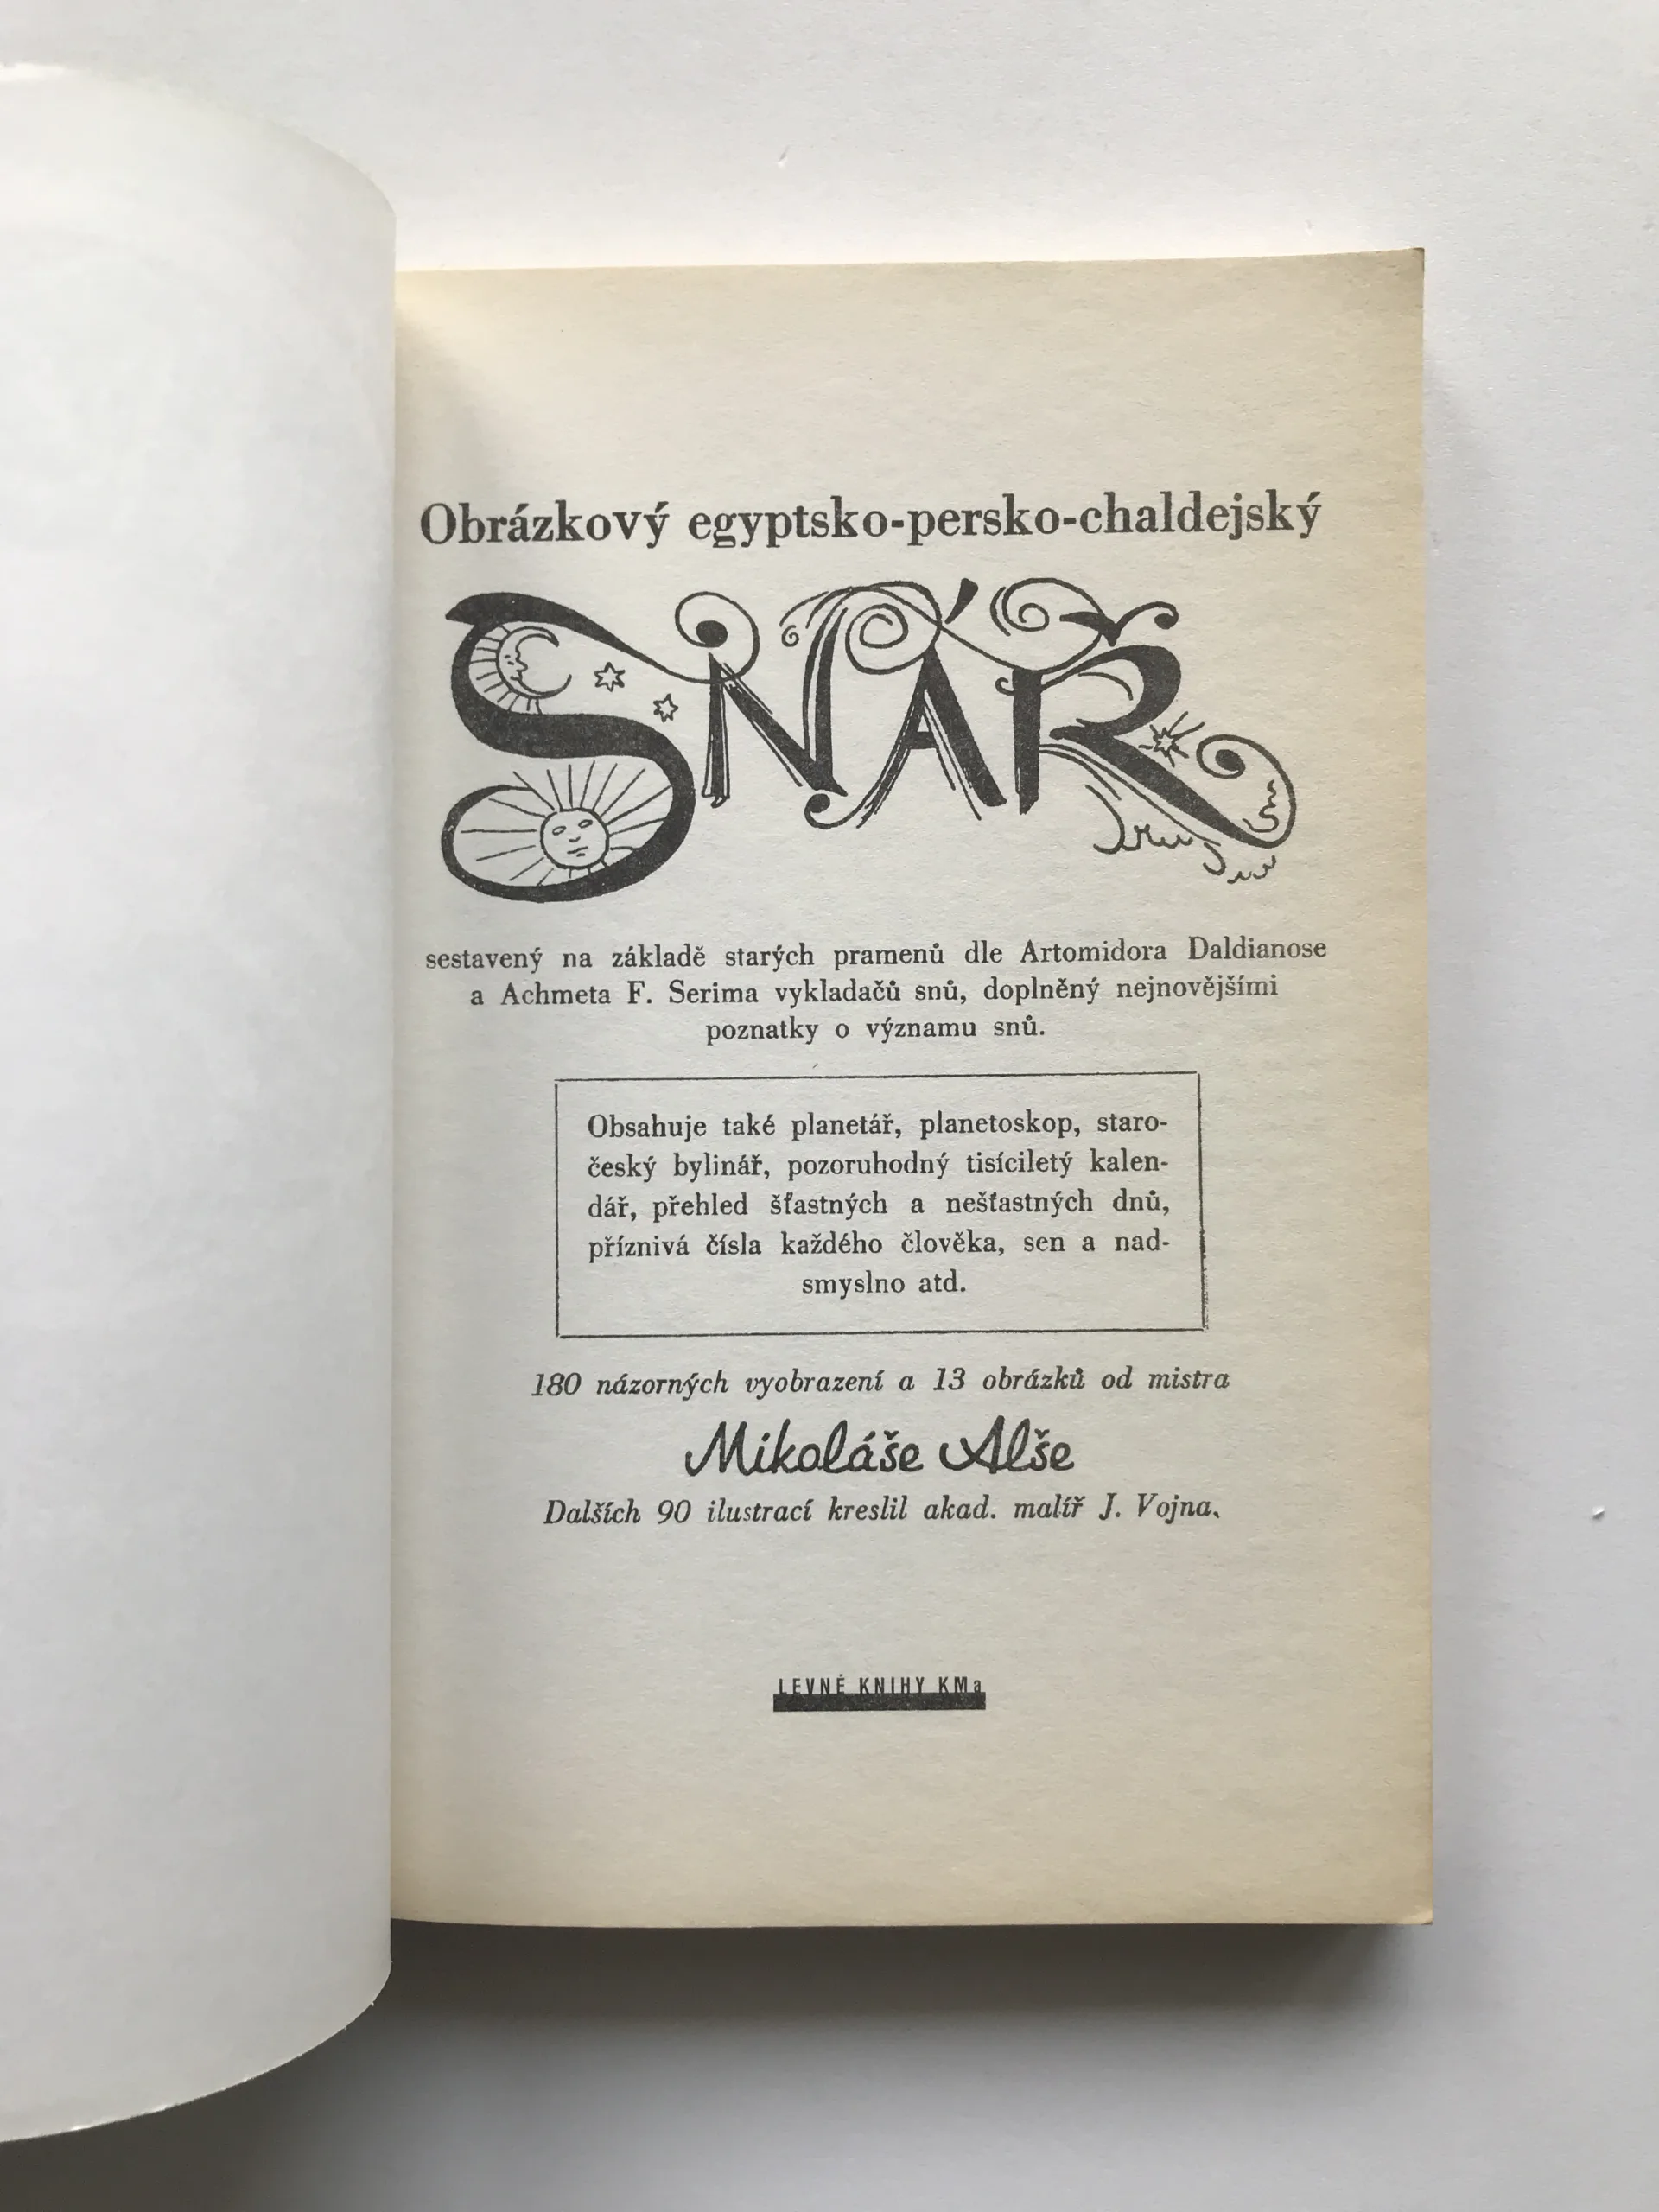 Obrázkový egyptsko-persko-chaldejský
SNÁŘ
sestavený na základě starých pramenů dle Artomidora Daldianose
a Achmeta F. Serima vykladačů snů, doplněný nejnovějšími
poznatky o významu snů.
Obsahuje také planetář, planetoskop, staro-
český bylinář, pozoruhodný tisíciletý kalen-
dář, přehled šťastných a nešťastných dnů,
příznivá čísla každého člověka, sen a nad-
smyslno atd.
180 názorných vyobrazení a 13 obrázků od mistra
Mikoláše Alše
Dalších 90 ilustrací kreslil akad. malíř J. Vojna.
LEVNÉ KNIHY KMa